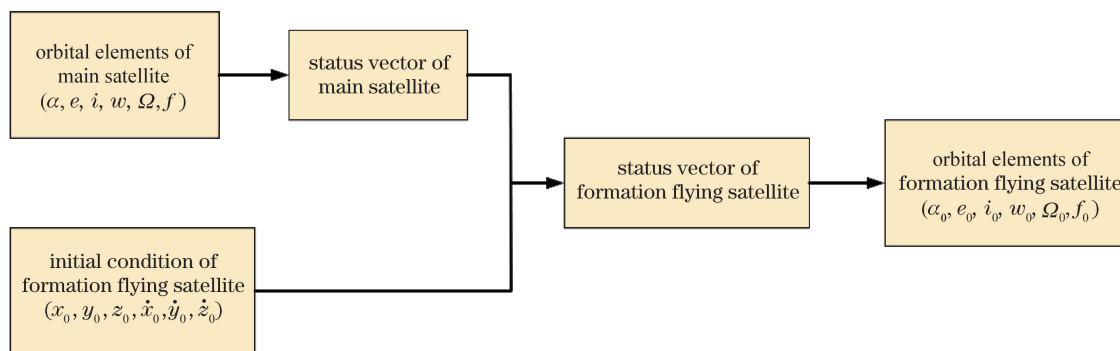 orbital elements of
main satellite
(α, e, i, w, Ω, f)
status vector of
main satellite
initial condition of
formation flying satellite
(x₀, y₀, z₀, ẋ₀, ẏ₀, ż₀)
status vector of
formation flying satellite
orbital elements of
formation flying satellite
(α₀, e₀, i₀, w₀, Ω₀, f₀)